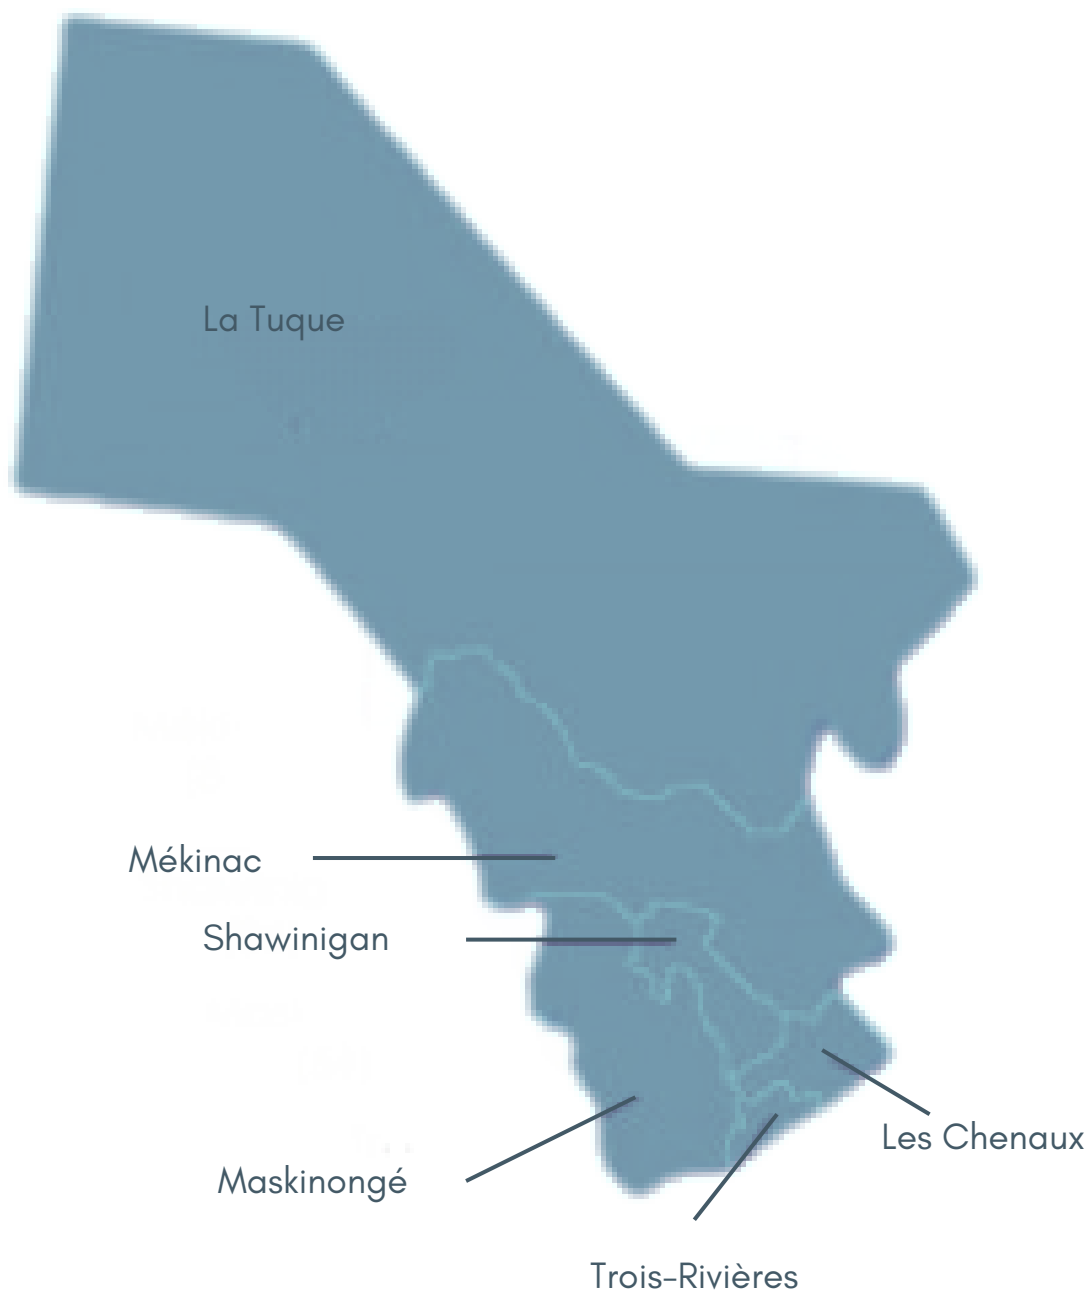 La Tuque
Mékinac
Shawinigan
Les Chenaux
Maskinongé
Trois-Rivières